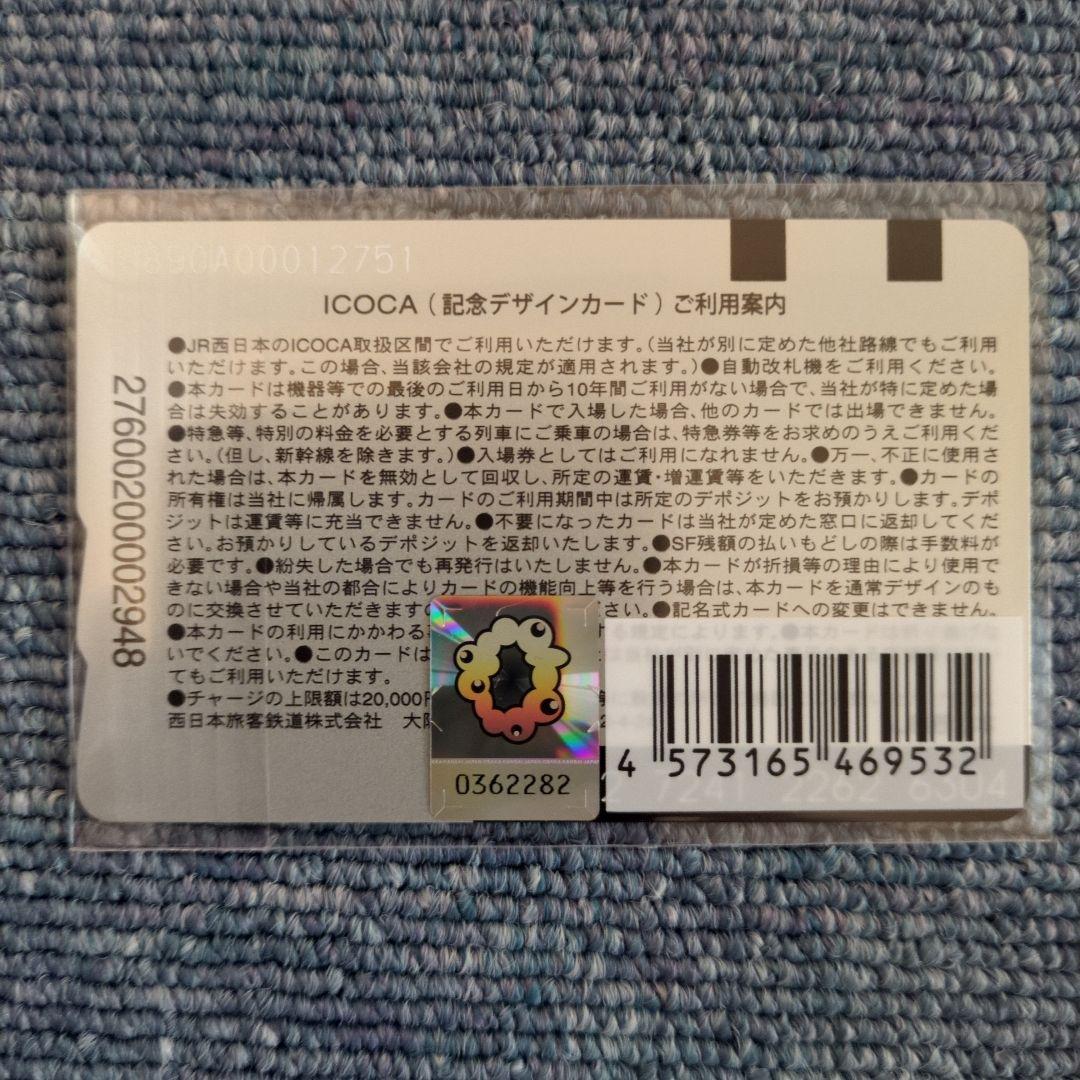 890A00012751
ICOCA（記念デザインカード）ご利用案内
●JR西日本のICOCA取扱区間でご利用いただけます。（当社が別に定めた他社路線でもご利用
いただけます。この場合、当該会社の規定が適用されます。）●自動改札機をご利用ください。
●本カードは機器等での最後のご利用日から10年間ご利用がない場合で、当社が特に定めた場
合は失効することがあります。●本カードで入場した場合、他のカードでは出場できません。
●特急等、特別の料金を必要とする列車にご乗車の場合は、特急券等をお求めのうえご利用くだ
さい。（但し、新幹線を除きます。）●入場券としてはご利用になれません。●万一、不正に使用さ
れた場合は、本カードを無効として回収し、所定の運賃・増運賃等をいただきます。●カードの
所有権は当社に帰属します。カードのご利用期間中は所定のデポジットをお預かりします。デポ
ジットは運賃等に充当できません。●不要になったカードは当社が定めた窓口に返却してくだ
さい。お預かりしているデポジットを返却いたします。●SF残額の払いもどしの際は手数料が
必要です。●紛失した場合でも再発行はいたしません。●本カードが折損等の理由により使用で
きない場合や当社の都合によりカードの機能向上等を行う場合は、本カードを通常デザインのも
のに交換させていただきます さい。●記名式カードへの変更はできません。
●本カードの利用にかかわる る規定によります。●本カード
いでください。●このカードは
てもご利用いただけます。
●チャージの上限額は20,000円
西日本旅客鉄道株式会社 大阪
27600200002948
0362282
4 573165 469532
7241 2262 6304